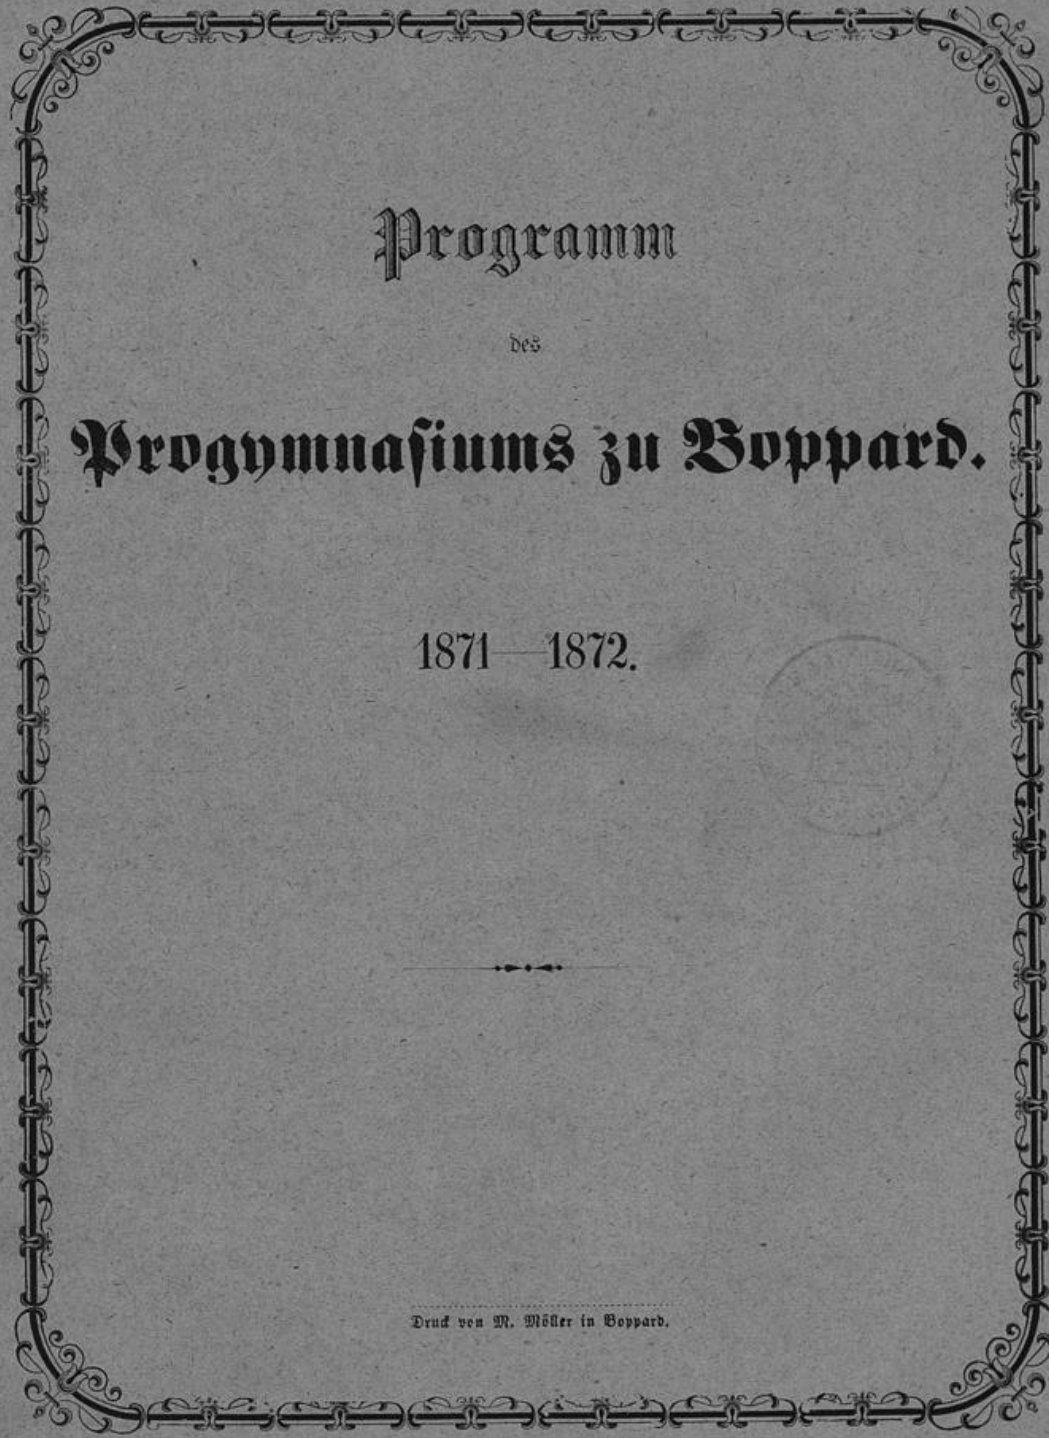 Programm
des
Progymnasiums zu Boppard.
1871—1872.
Druck von M. Möller in Boppard.